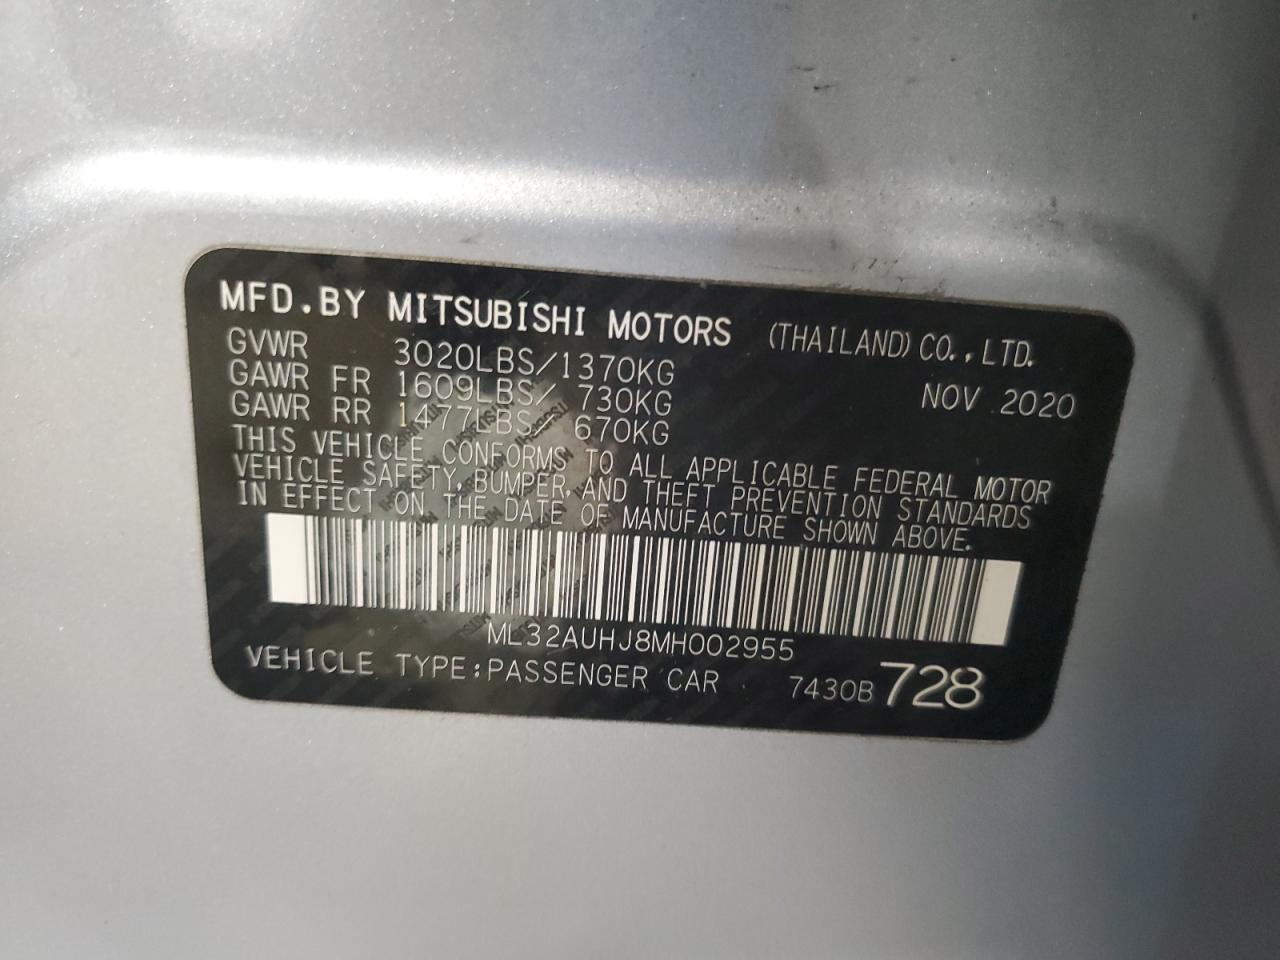 MFD.BY MITSUBISHI MOTORS (THAILAND) CO.,LTD.
GVWR 3020LBS/1370KG NOV 2020
GAWR FR 1609LBS/ 730KG
GAWR RR 1477LBS/ 670KG
THIS VEHICLE CONFORMS TO ALL APPLICABLE FEDERAL MOTOR
VEHICLE SAFETY, BUMPER, AND THEFT PREVENTION STANDARDS
IN EFFECT ON THE DATE OF MANUFACTURE SHOWN ABOVE.
ML32AUHJ8MH002955
VEHICLE TYPE:PASSENGER CAR 7430B 728